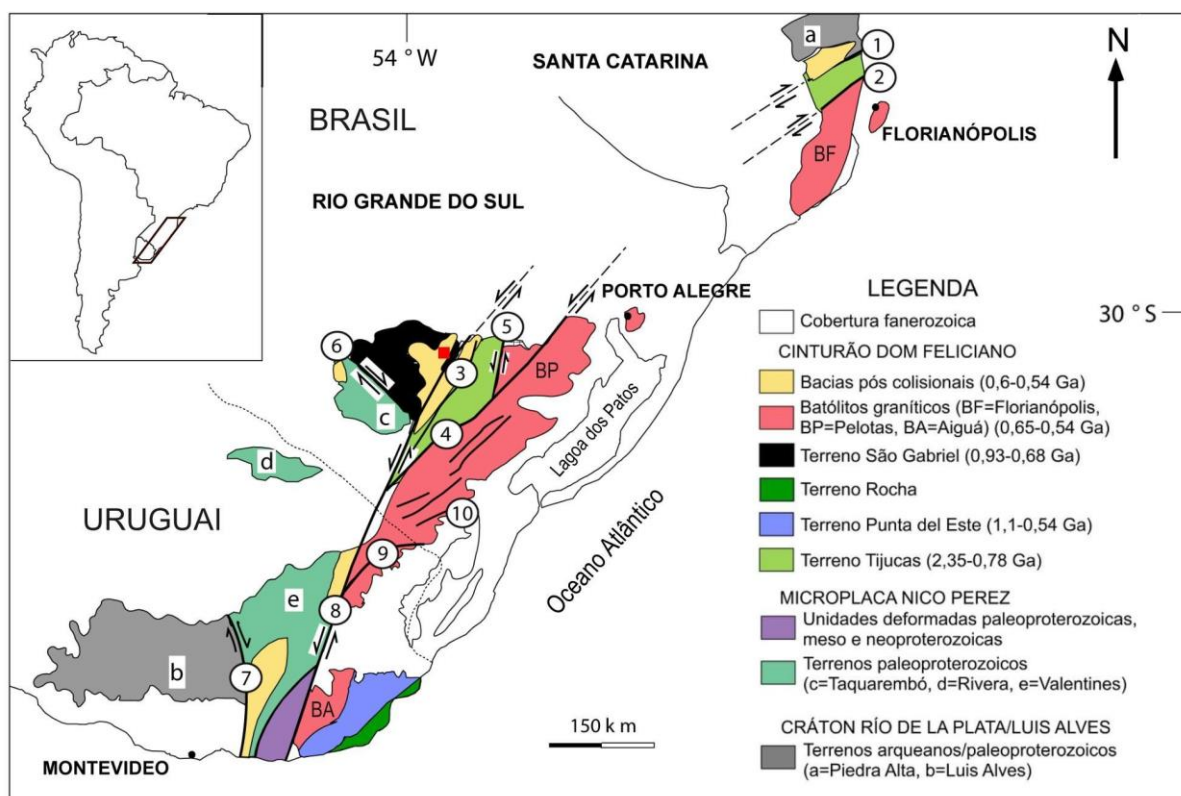 54 ° W
SANTA CATARINA
BRASIL
RIO GRANDE DO SUL
a
1
2
N
BF
FLORIANÓPOLIS
PORTO ALEGRE
30 ° S
5
6
3
BP
c
4
d
Lagoa dos Patos
URUGUAI
10
9
Oceano Atlântico
e
8
b
7
BA
150 k m
MONTEVIDEO
LEGENDA
Cobertura fanerozoica
CINTURÃO DOM FELICIANO
Bacias pós colisionais (0,6-0,54 Ga)
Batólitos graníticos (BF=Florianópolis,
BP=Pelotas, BA=Aiguá) (0,65-0,54 Ga)
Terreno São Gabriel (0,93-0,68 Ga)
Terreno Rocha
Terreno Punta del Este (1,1-0,54 Ga)
Terreno Tijucas (2,35-0,78 Ga)
MICROPLACA NICO PEREZ
Unidades deformadas paleoproterozoicas,
meso e neoproterozoicas
Terrenos paleoproterozoicos
(c=Taquarembó, d=Rivera, e=Valentines)
CRÁTON RÍO DE LA PLATA/LUIS ALVES
Terrenos arqueanos/paleoproterozoicos
(a=Piedra Alta, b=Luis Alves)